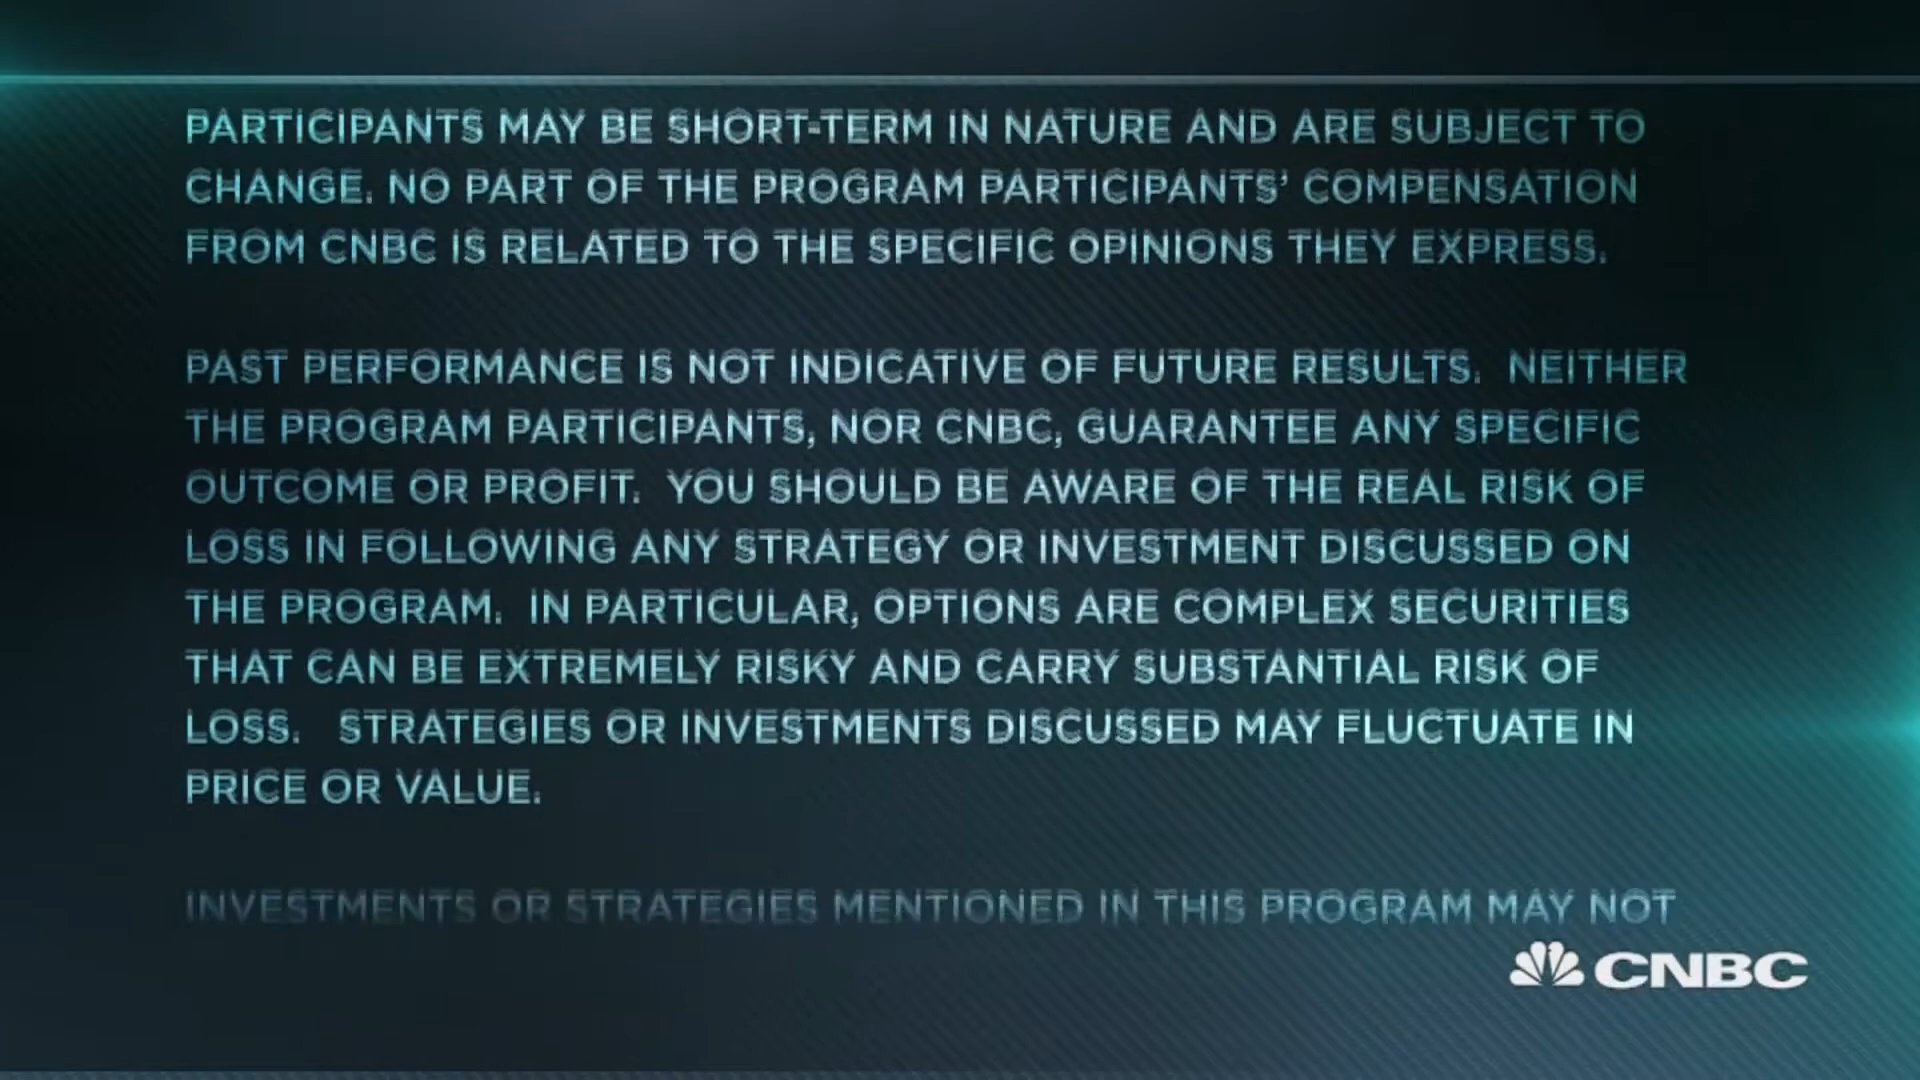 PARTICIPANTS MAY BE SHORT-TERM IN NATURE AND ARE SUBJECT TO
CHANGE. NO PART OF THE PROGRAM PARTICIPANTS' COMPENSATION
FROM CNBC IS RELATED TO THE SPECIFIC OPINIONS THEY EXPRESS.
PAST PERFORMANCE IS NOT INDICATIVE OF FUTURE RESULTS. NEITHER
THE PROGRAM PARTICIPANTS, NOR CNBC, GUARANTEE ANY SPECIFIC
OUTCOME OR PROFIT. YOU SHOULD BE AWARE OF THE REAL RISK OF
LOSS IN FOLLOWING ANY STRATEGY OR INVESTMENT DISCUSSED ON
THE PROGRAM. IN PARTICULAR, OPTIONS ARE COMPLEX SECURITIES
THAT CAN BE EXTREMELY RISKY AND CARRY SUBSTANTIAL RISK OF
LOSS. STRATEGIES OR INVESTMENTS DISCUSSED MAY FLUCTUATE IN
PRICE OR VALUE.
INVESTMENTS OR STRATEGIES MENTIONED IN THIS PROGRAM MAY NOT
CNBC